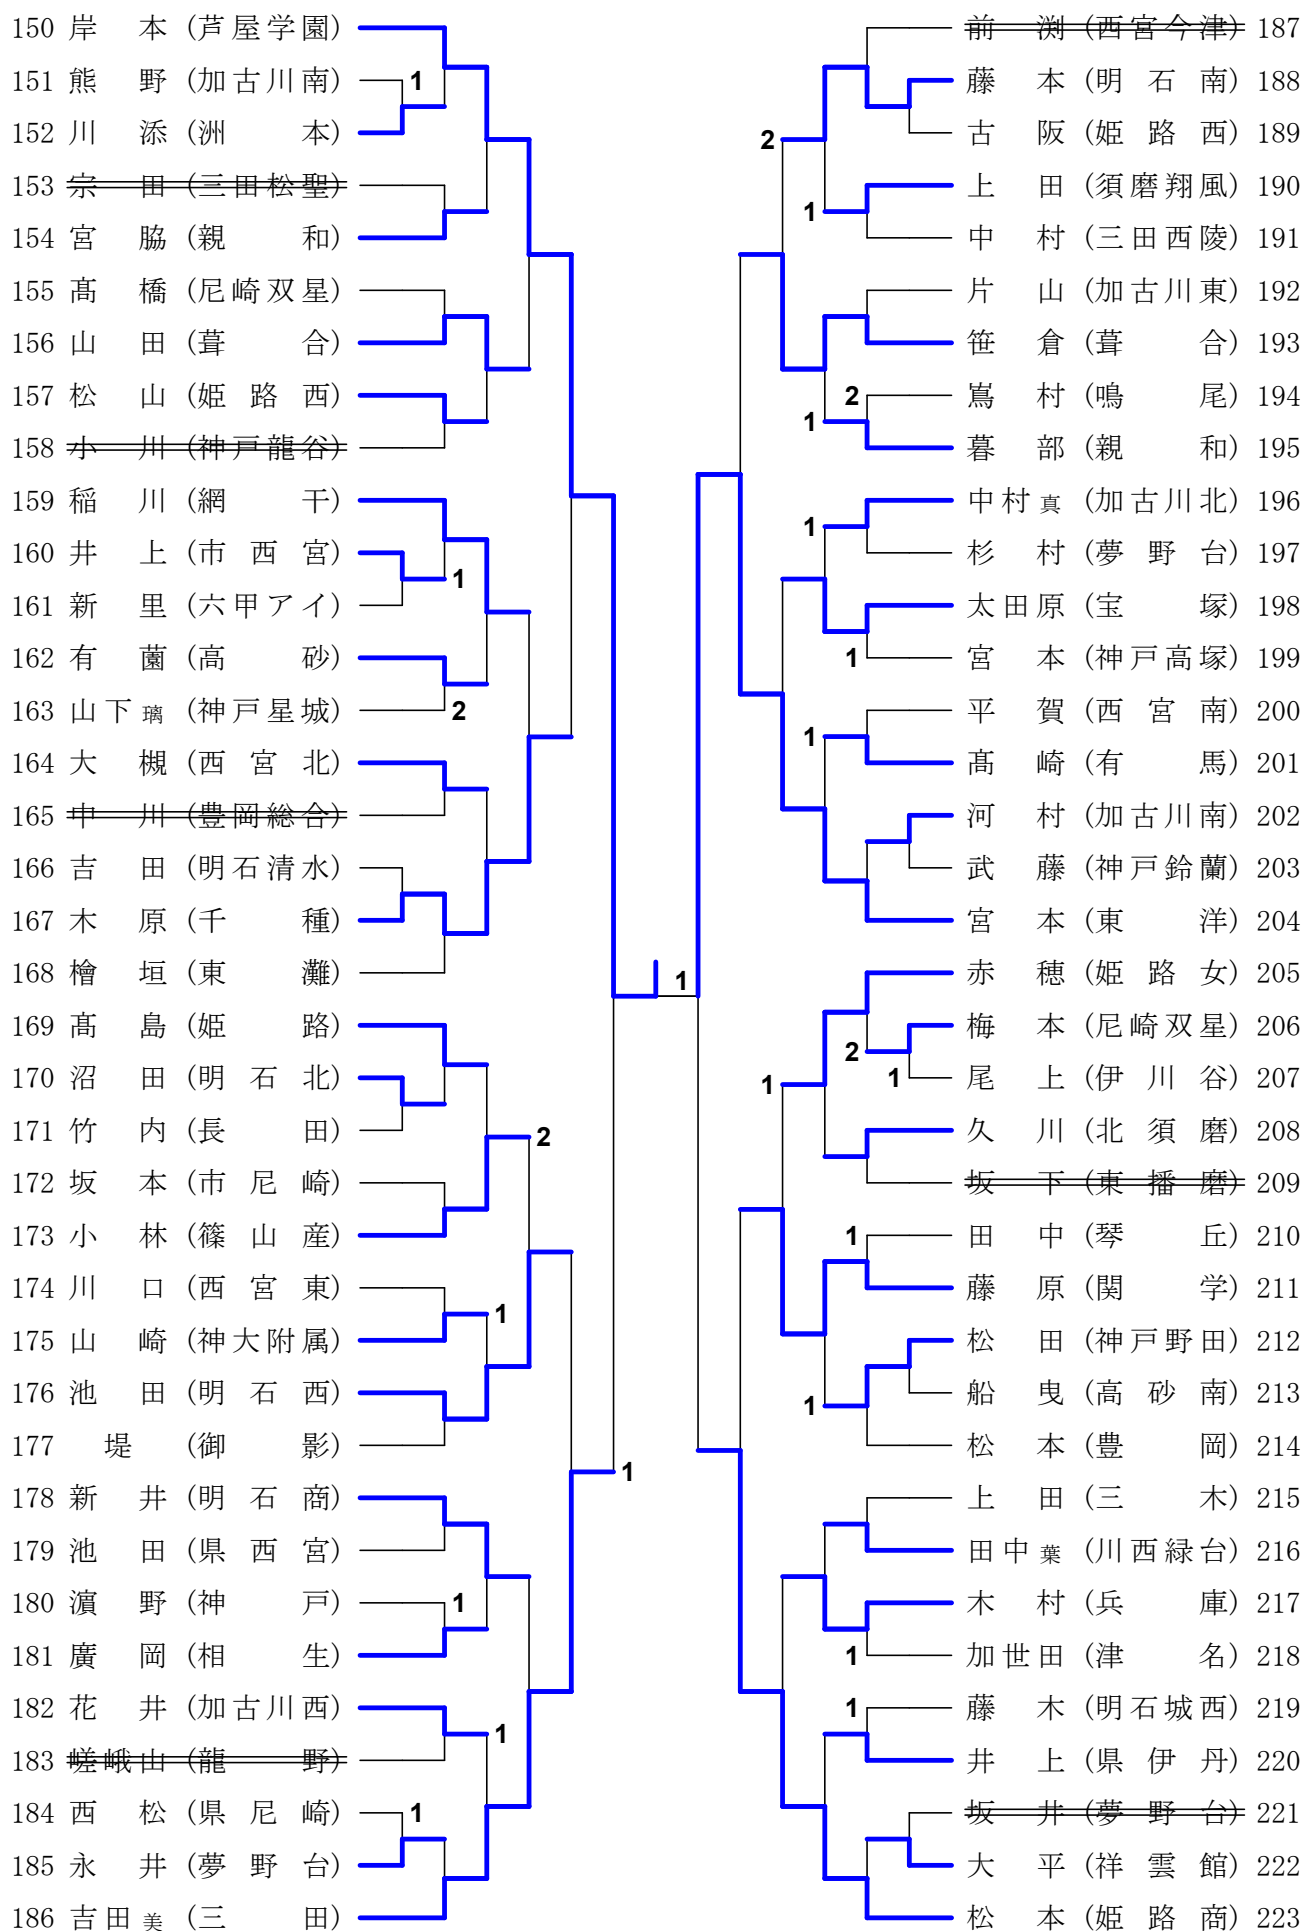 150 岸本 (芦屋学園)
151 熊野 (加古川南) 1
152 川添 (洲本)
153 宗田 (三田松聖)
154 宮脇 (親和)
155 髙橋 (尼崎双星)
156 山田 (葺合)
157 松山 (姫路西)
158 小川 (神戸龍谷)
159 稲川 (網干)
160 井上 (市西宮) 1
161 新里 (六甲アイ)
162 有薗 (高砂)
163 山下璃 (神戸星城) 2
164 大槻 (西宮北)
165 中川 (豊岡総合)
166 吉田 (明石清水)
167 木原 (千種)
168 檜垣 (東灘)
169 髙島 (姫路)
170 沼田 (明石北)
171 竹内 (長田) 2
172 坂本 (市尼崎)
173 小林 (篠山産)
174 川口 (西宮東) 1
175 山崎 (神大附属)
176 池田 (明石西)
177 堤 (御影) 1
178 新井 (明石商)
179 池田 (県西宮)
180 濵野 (神戸) 1
181 廣岡 (相生)
182 花井 (加古川西) 1
183 嵯峨山 (龍野)
184 西松 (県尼崎) 1
185 永井 (夢野台)
186 吉田美 (三田)
1
前渕 (西宮今津) 187
藤本 (明石南) 188
2 古阪 (姫路西) 189
1 上田 (須磨翔風) 190
中村 (三田西陵) 191
片山 (加古川東) 192
笹倉 (葺合) 193
2 嶌村 (鳴尾) 194
1 暮部 (親和) 195
1 中村真 (加古川北) 196
杉村 (夢野台) 197
太田原 (宝塚) 198
1 宮本 (神戸高塚) 199
平賀 (西宮南) 200
1 髙崎 (有馬) 201
河村 (加古川南) 202
武藤 (神戸鈴蘭) 203
宮本 (東洋) 204
赤穂 (姫路女) 205
2 梅本 (尼崎双星) 206
1 1 尾上 (伊川谷) 207
久川 (北須磨) 208
坂下 (東播磨) 209
1 田中 (琴丘) 210
藤原 (関学) 211
松田 (神戸野田) 212
1 船曳 (高砂南) 213
松本 (豊岡) 214
上田 (三木) 215
田中葉 (川西緑台) 216
木村 (兵庫) 217
1 加世田 (津名) 218
1 藤木 (明石城西) 219
井上 (県伊丹) 220
坂井 (夢野台) 221
大平 (祥雲館) 222
松本 (姫路商) 223